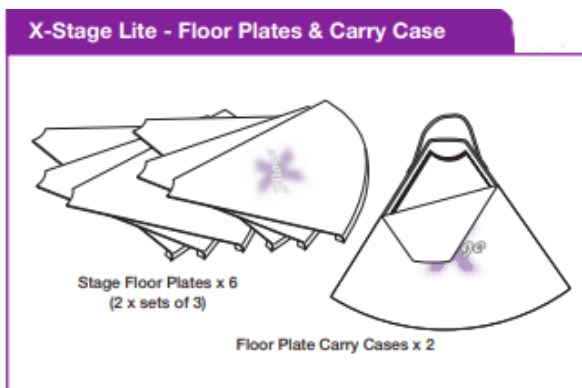 X-Stage Lite - Floor Plates & Carry Case
Stage Floor Plates x 6
(2 x sets of 3)
Floor Plate Carry Cases x 2